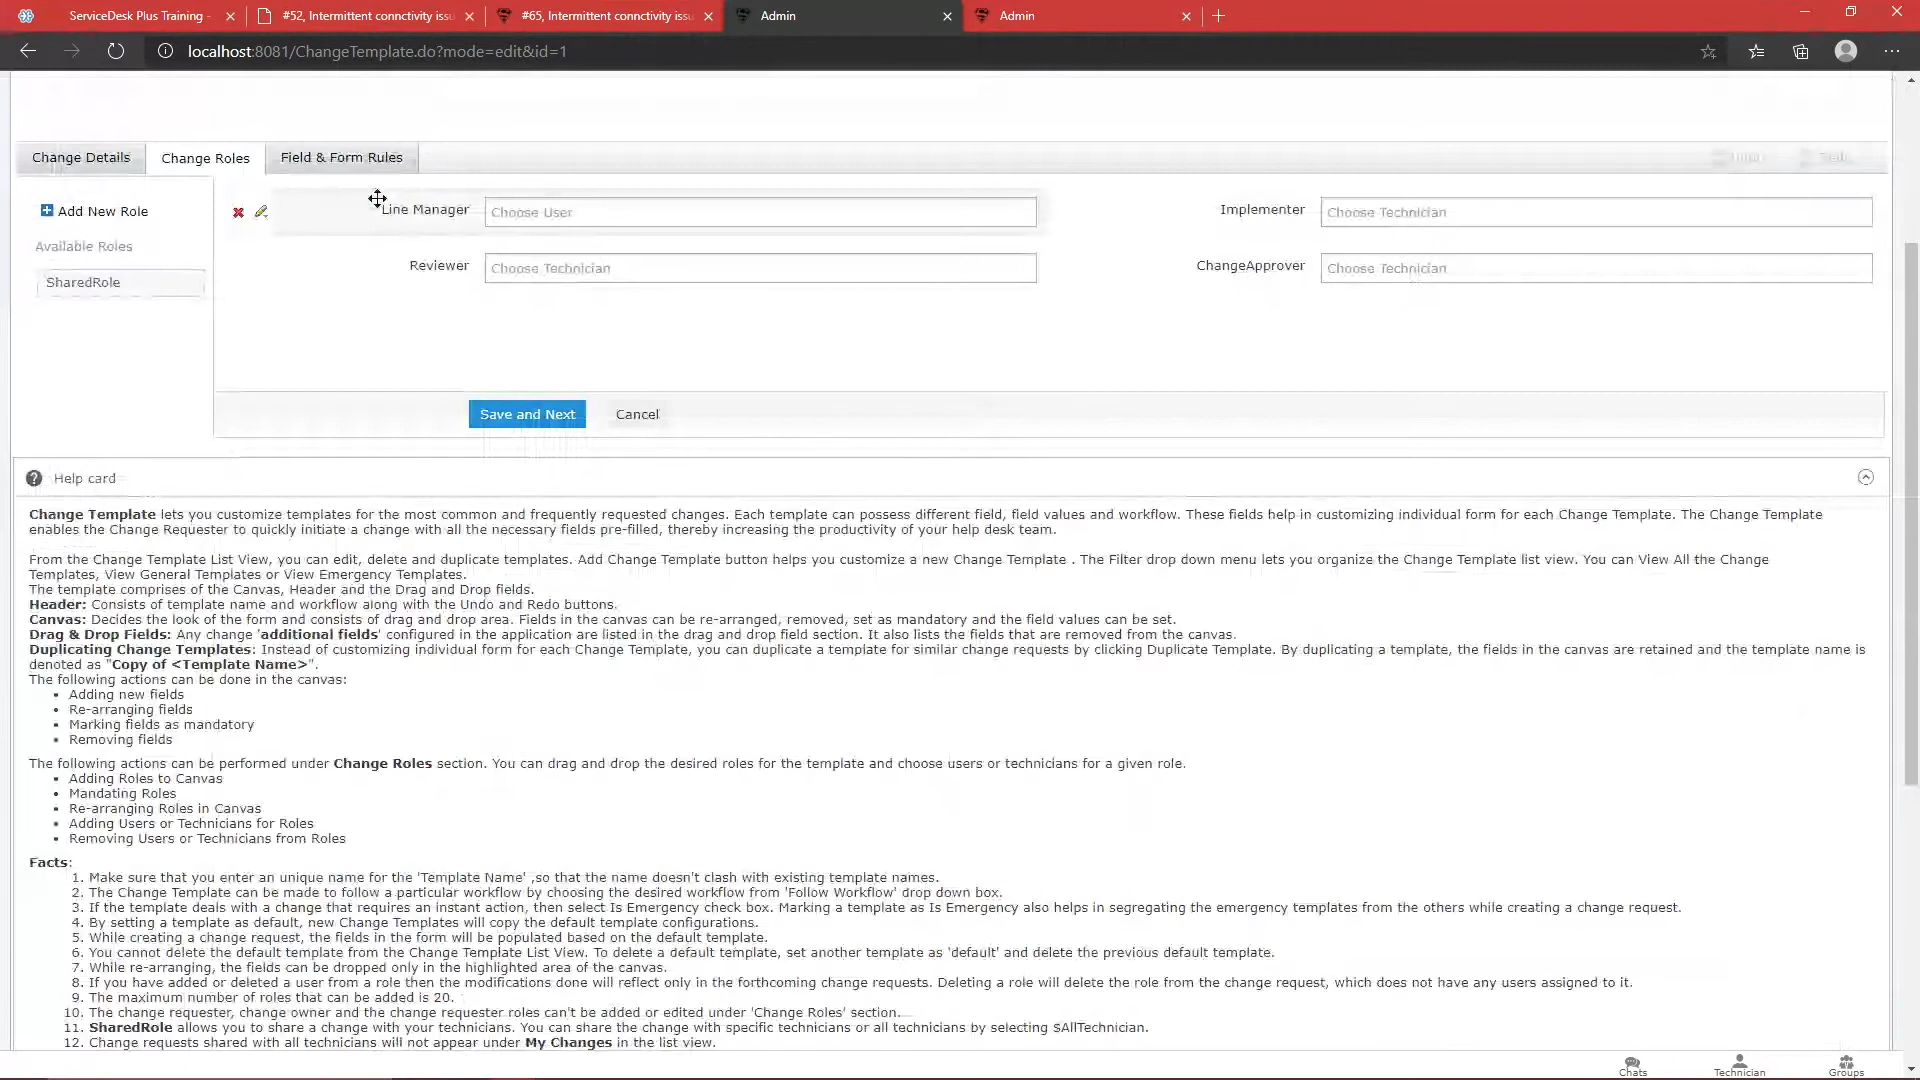 ServiceDesk Plus Training -
#52, Intermittent connctivity issu
#65, Intermittent connctivity issu
Admin
Admin
localhost:8081/ChangeTemplate.do?mode=edit&id=1
Change Details
Change Roles
Field & Form Rules
Add New Role
Available Roles
SharedRole
Line Manager
Choose User
Implementer
Choose Technician
Reviewer
Choose Technician
ChangeApprover
Choose Technician
Save and Next
Cancel
Help card
Change Template lets you customize templates for the most common and frequently requested changes. Each template can possess different field, field values and workflow. These fields help in customizing individual form for each Change Template. The Change Template
enables the Change Requester to quickly initiate a change with all the necessary fields pre-filled, thereby increasing the productivity of your help desk team.
From the Change Template List View, you can edit, delete and duplicate templates. Add Change Template button helps you customize a new Change Template . The Filter drop down menu lets you organize the Change Template list view. You can View All the Change
Templates, View General Templates or View Emergency Templates.
The template comprises of the Canvas, Header and the Drag and Drop fields.
Header: Consists of template name and workflow along with the Undo and Redo buttons.
Canvas: Decides the look of the form and consists of drag and drop area. Fields in the canvas can be re-arranged, removed, set as mandatory and the field values can be set.
Drag & Drop Fields: Any change 'additional fields' configured in the application are listed in the drag and drop field section. It also lists the fields that are removed from the canvas.
Duplicating Change Templates: Instead of customizing individual form for each Change Template, you can duplicate a template for similar change requests by clicking Duplicate Template. By duplicating a template, the fields in the canvas are retained and the template name is
denoted as "Copy of <Template Name>".
The following actions can be done in the canvas:
• Adding new fields
• Re-arranging fields
• Marking fields as mandatory
• Removing fields
The following actions can be performed under Change Roles section. You can drag and drop the desired roles for the template and choose users or technicians for a given role.
• Adding Roles to Canvas
• Mandating Roles
• Re-arranging Roles in Canvas
• Adding Users or Technicians for Roles
• Removing Users or Technicians from Roles
Facts:
1. Make sure that you enter an unique name for the 'Template Name' ,so that the name doesn't clash with existing template names.
2. The Change Template can be made to follow a particular workflow by choosing the desired workflow from 'Follow Workflow' drop down box.
3. If the template deals with a change that requires an instant action, then select Is Emergency check box. Marking a template as Is Emergency also helps in segregating the emergency templates from the others while creating a change request.
4. By setting a template as default, new Change Templates will copy the default template configurations.
5. While creating a change request, the fields in the form will be populated based on the default template.
6. You cannot delete the default template from the Change Template List View. To delete a default template, set another template as 'default' and delete the previous default template.
7. While re-arranging, the fields can be dropped only in the highlighted area of the canvas.
8. If you have added or deleted a user from a role then the modifications done will reflect only in the forthcoming change requests. Deleting a role will delete the role from the change request, which does not have any users assigned to it.
9. The maximum number of roles that can be added is 20.
10. The change requester, change owner and the change requester roles can't be added or edited under 'Change Roles' section.
11. SharedRole allows you to share a change with your technicians. You can share the change with specific technicians or all technicians by selecting $AllTechnician.
12. Change requests shared with all technicians will not appear under My Changes in the list view.
Chats
Technician
Groups